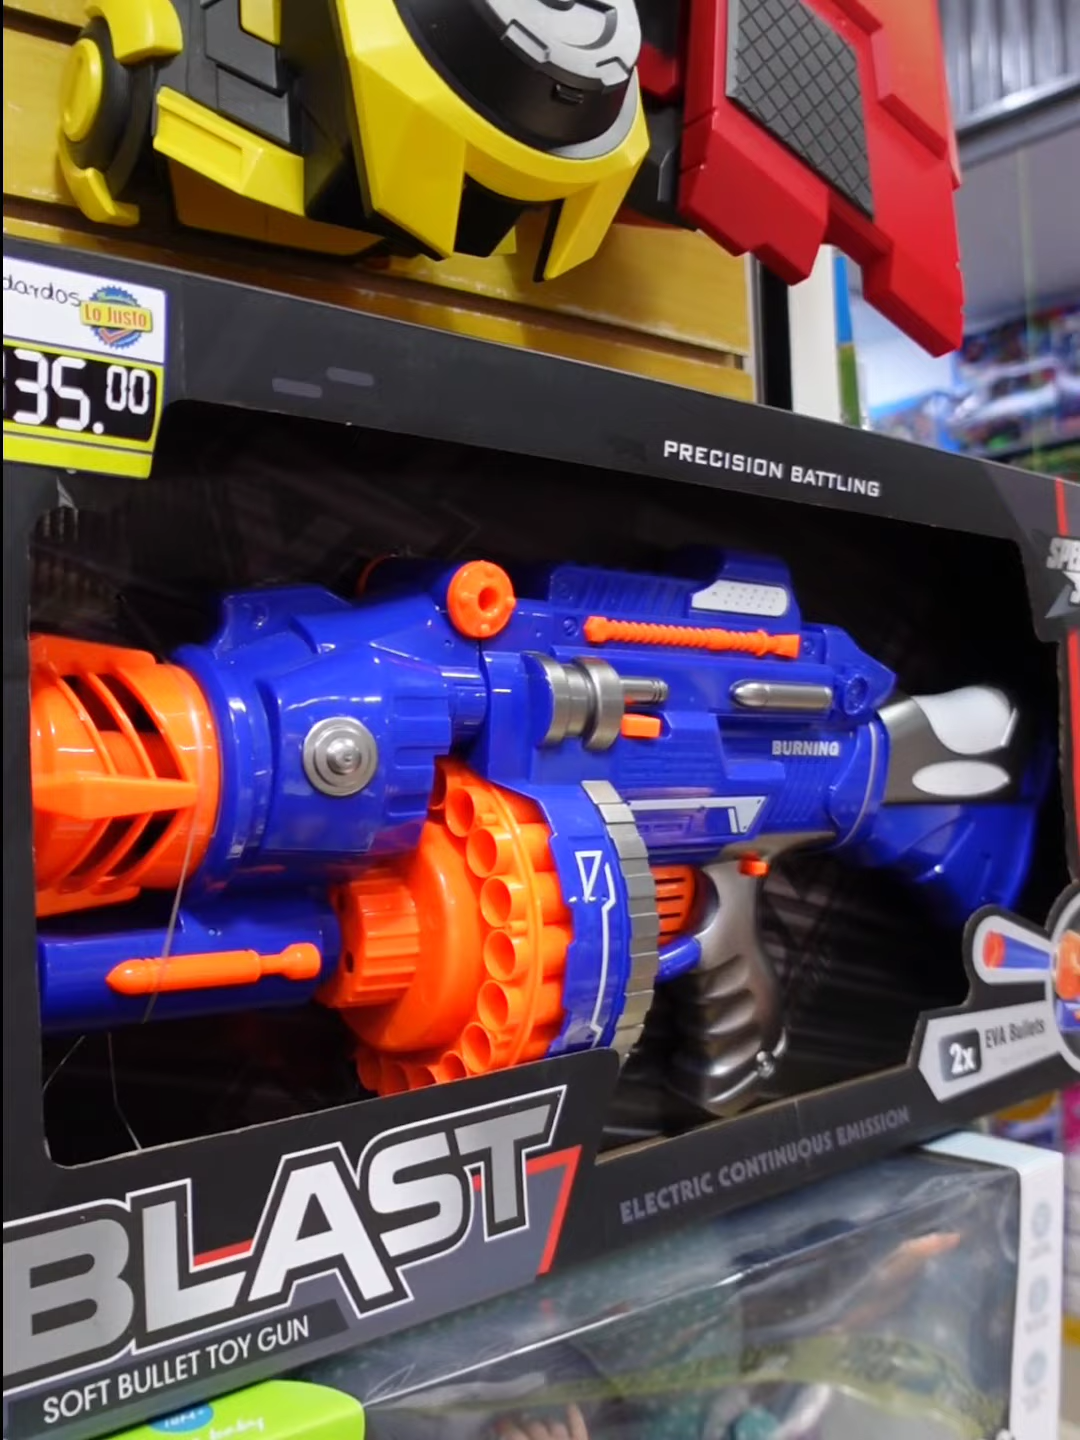 dardos
Lo Justo
35.00
PRECISION BATTLING
BURNING
2x
EVA Bullets
ELECTRIC CONTINUOUS EMISSION
BLAST
SOFT BULLET TOY GUN